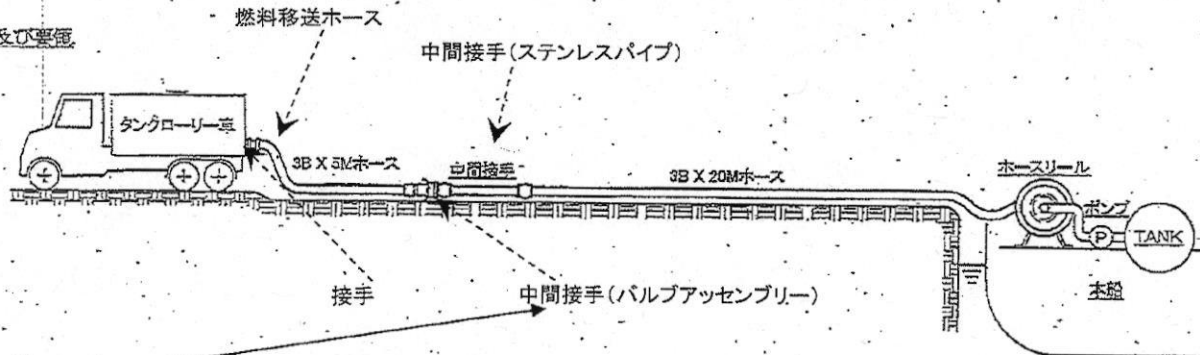 燃料移送ホース
及び要領
中間接手(ステンレスパイプ)
タンクローリー車
3B X 5Mホース
中間接手
3B X 20Mホース
ホースリール
ポンプ
P
TANK
本船
接手
中間接手(バルブアッセンブリー)